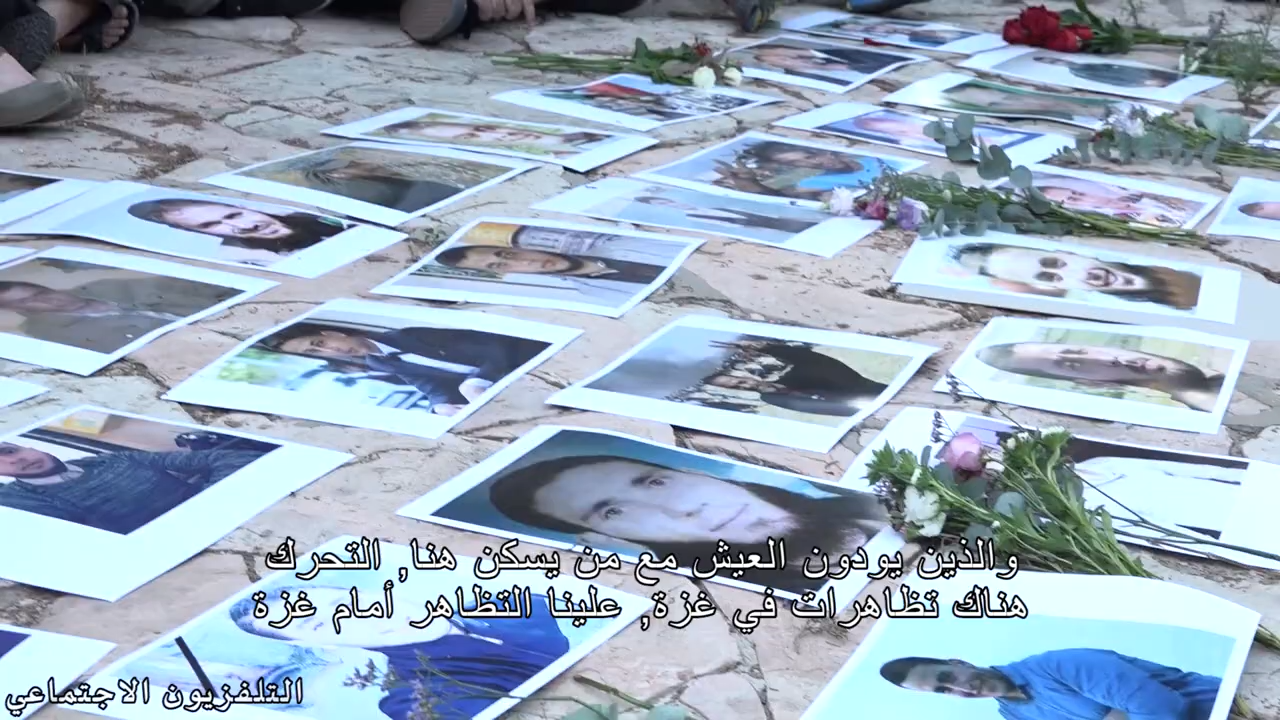 والذين يودون العيش مع من يسكن هنا, التحرك
هناك تظاهرات في غزة, علينا التظاهر أمام غزة
التلفزيون الاجتماعي